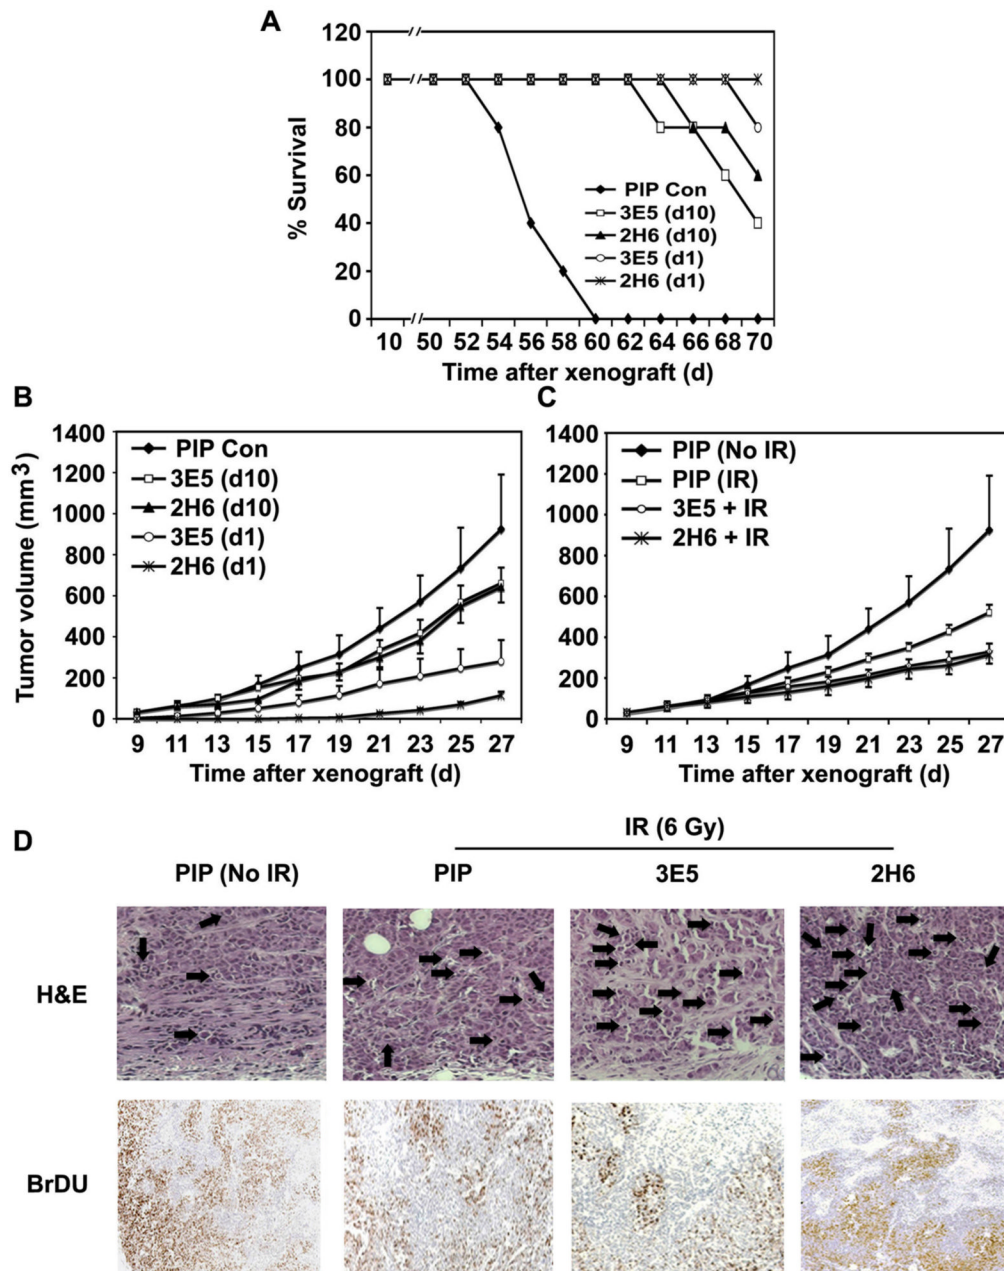 A
120
100
80
60
40
20
0
% Survival
PIP Con
3E5 (d10)
2H6 (d10)
3E5 (d1)
2H6 (d1)
10 50 52 54 56 58 60 62 64 66 68 70
Time after xenograft (d)
B
1400
1200
1000
800
600
400
200
0
Tumor volume (mm3)
PIP Con
3E5 (d10)
2H6 (d10)
3E5 (d1)
2H6 (d1)
9 11 13 15 17 19 21 23 25 27
Time after xenograft (d)
C
1400
1200
1000
800
600
400
200
0
PIP (No IR)
PIP (IR)
3E5 + IR
2H6 + IR
9 11 13 15 17 19 21 23 25 27
Time after xenograft (d)
D
IR (6 Gy)
PIP (No IR) PIP 3E5 2H6
H&E
BrDU